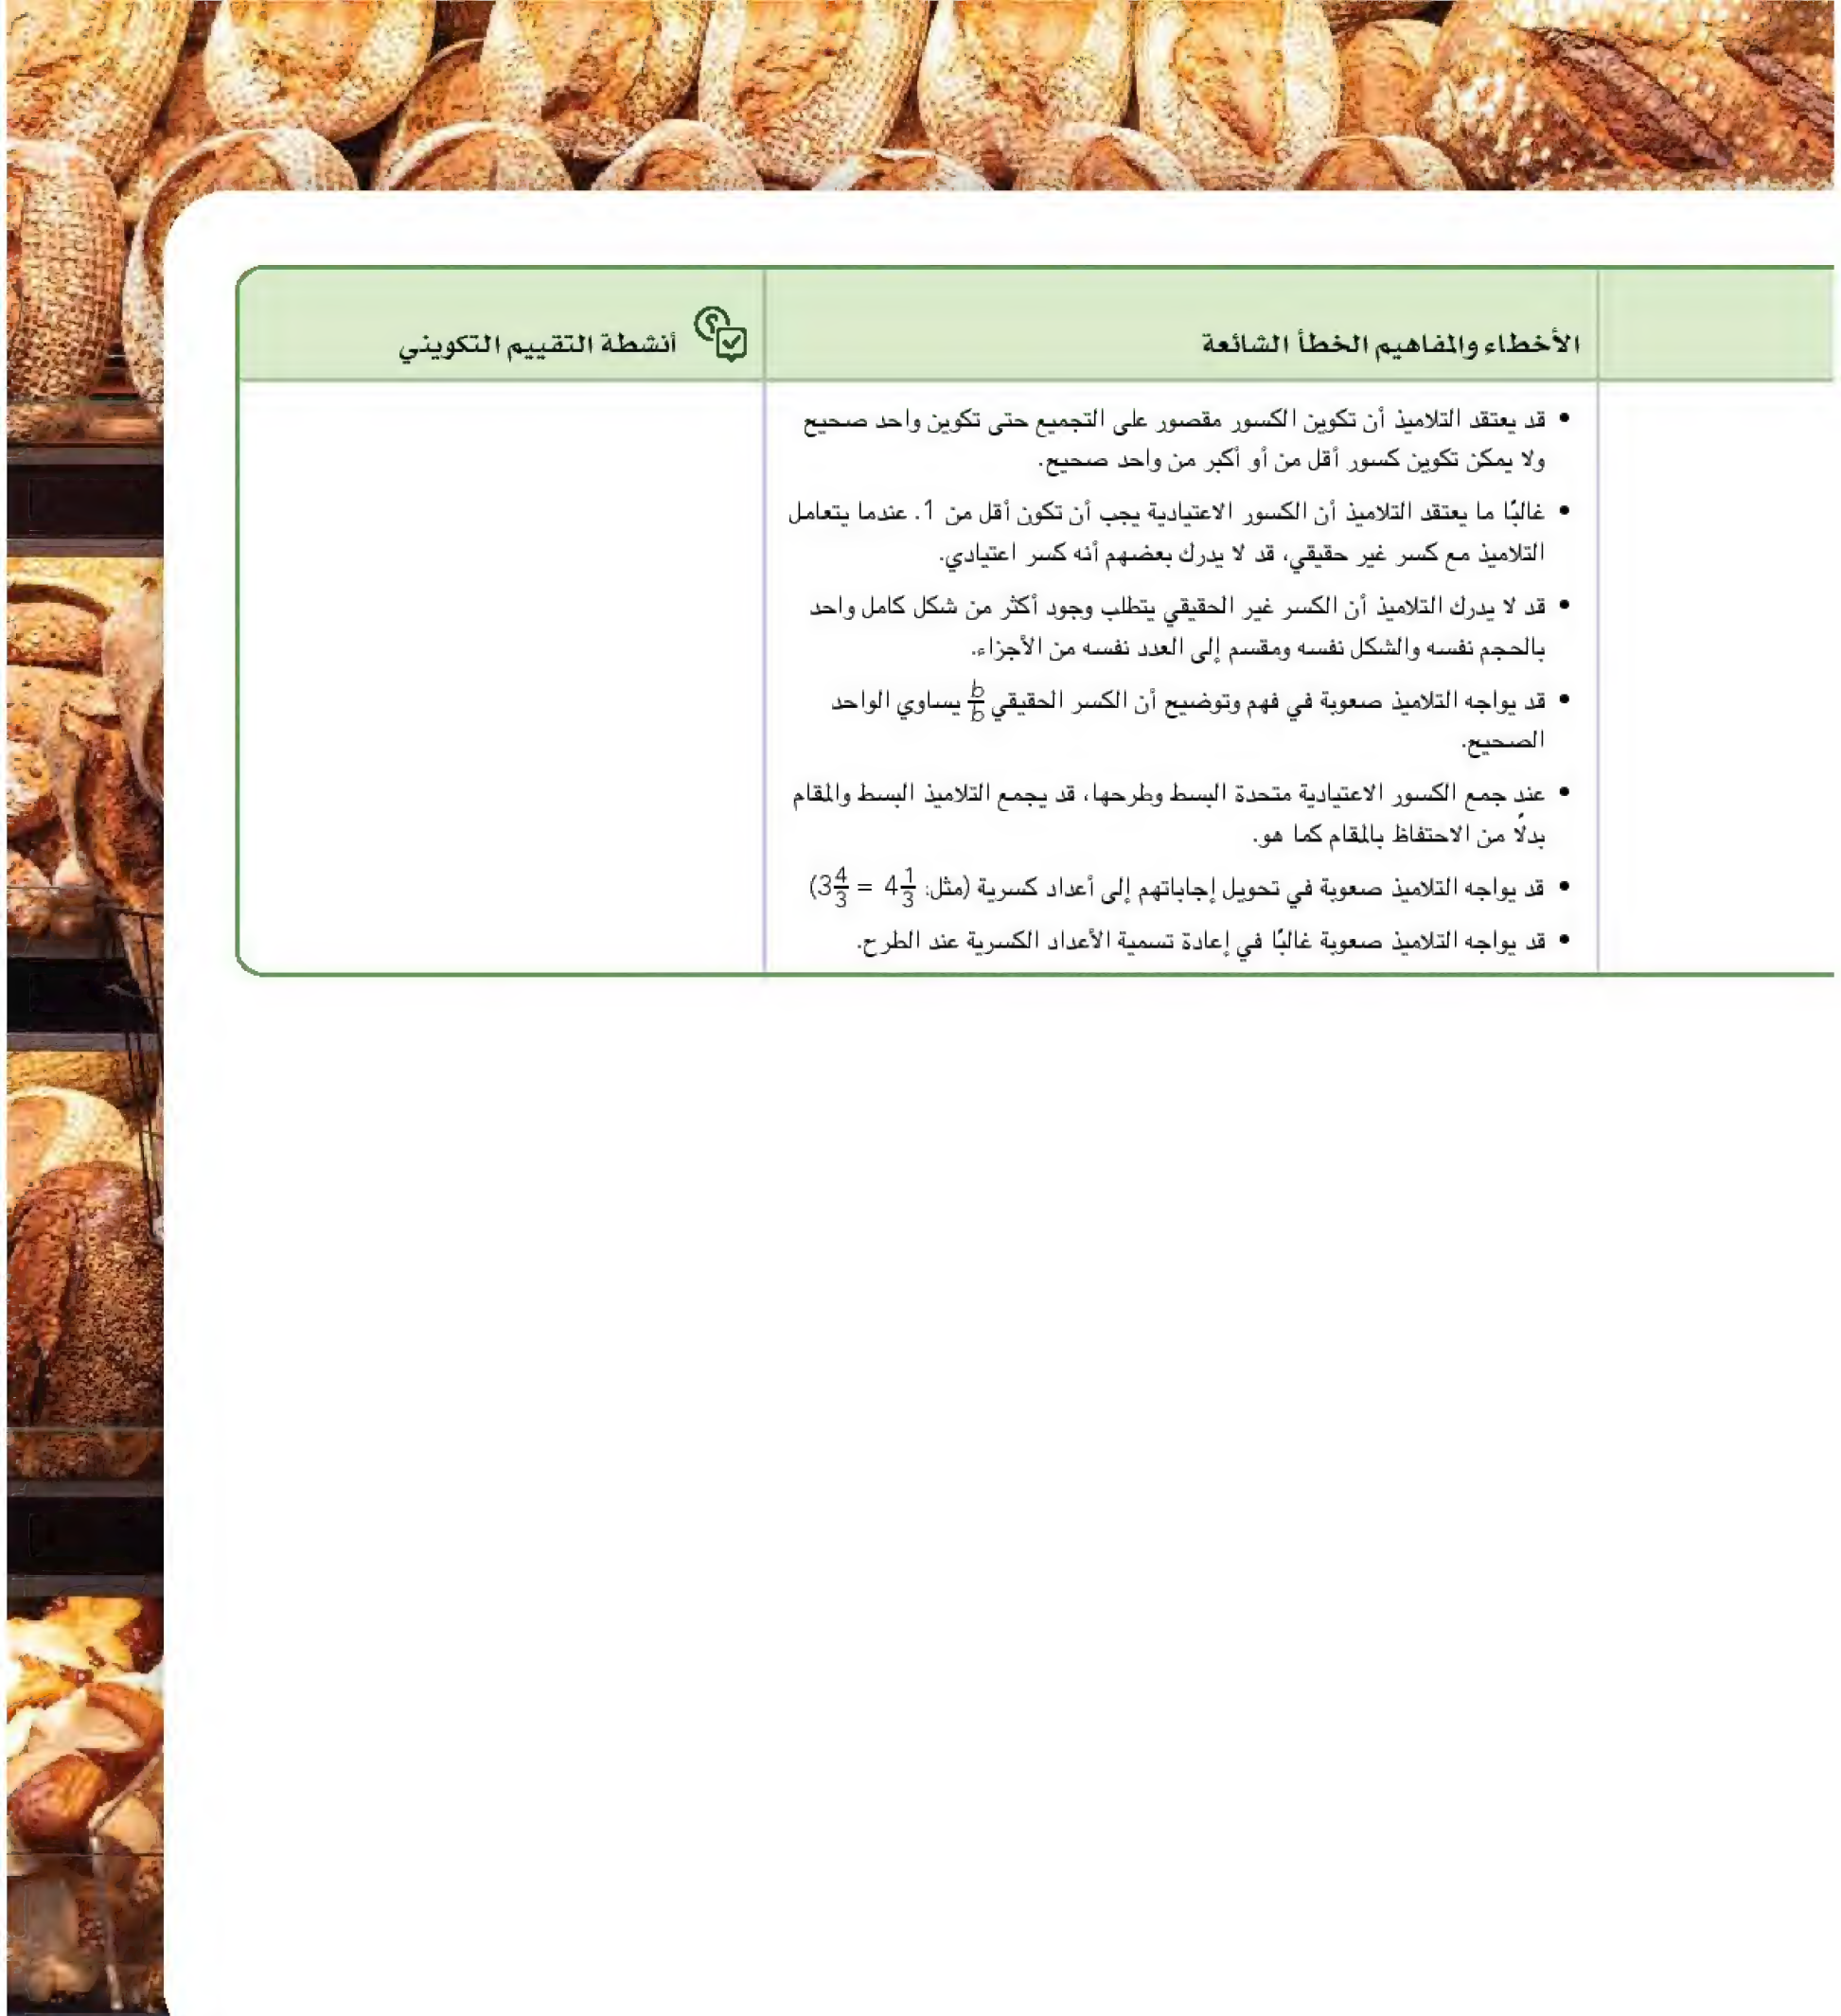 الأخطاء والمفاهيم الخطأ الشائعة
أنشطة التقييم التكويني
• قد يعتقد التلاميذ أن تكوين الكسور مقصور على التجميع حتى تكوين واحد صحيح
ولا يمكن تكوين كسور أقل من أو أكبر من واحد صحيح.
• غالبًا ما يعتقد التلاميذ أن الكسور الاعتيادية يجب أن تكون أقل من 1. عندما يتعامل
التلاميذ مع كسر غير حقيقي، قد لا يدرك بعضهم أنه كسر اعتيادي.
• قد لا يدرك التلاميذ أن الكسر غير الحقيقي يتطلب وجود أكثر من شكل كامل واحد
بالحجم نفسه والشكل نفسه ومقسم إلى العدد نفسه من الأجزاء.
• قد يواجه التلاميذ صعوبة في فهم وتوضيح أن الكسر الحقيقي b/b يساوي الواحد
الصحيح.
• عند جمع الكسور الاعتيادية متحدة البسط وطرحها، قد يجمع التلاميذ البسط والمقام
بدلًا من الاحتفاظ بالمقام كما هو.
• قد يواجه التلاميذ صعوبة في تحويل إجاباتهم إلى أعداد كسرية (مثل: 3 4/3 = 4 1/3)
• قد يواجه التلاميذ صعوبة غالبًا في إعادة تسمية الأعداد الكسرية عند الطرح.